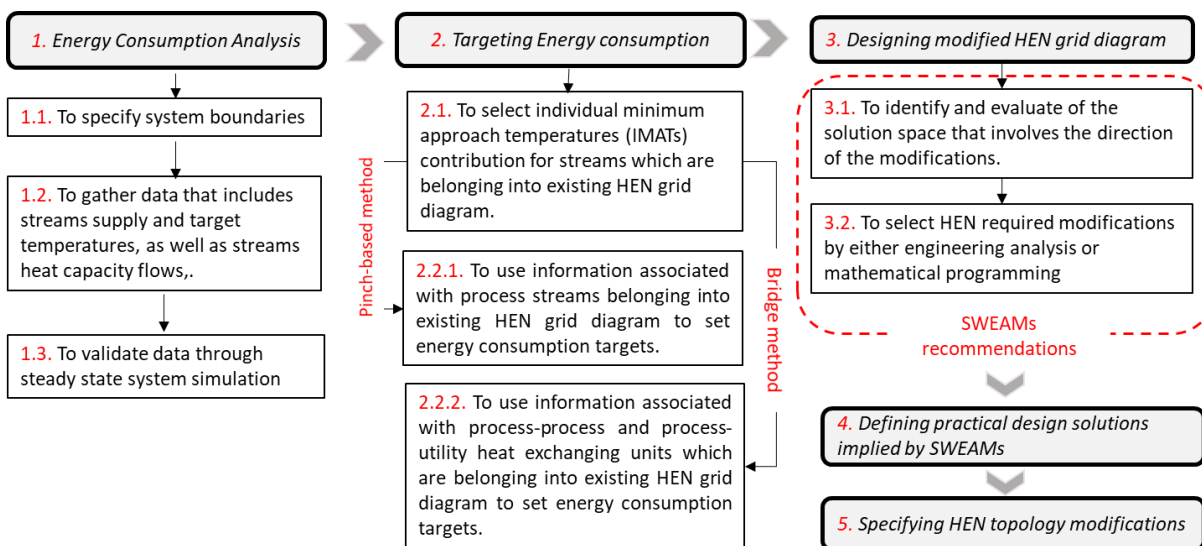 1. Energy Consumption Analysis
1.1. To specify system boundaries
1.2. To gather data that includes
streams supply and target
temperatures, as well as streams
heat capacity flows,.
1.3. To validate data through
steady state system simulation
2. Targeting Energy consumption
2.1. To select individual minimum
approach temperatures (IMATs)
contribution for streams which are
belonging into existing HEN grid
diagram.
Pinch-based method
2.2.1. To use information associated
with process streams belonging into
existing HEN grid diagram to set
energy consumption targets.
Bridge method
2.2.2. To use information associated
with process-process and process-
utility heat exchanging units which
are belonging into existing HEN grid
diagram to set energy consumption
targets.
3. Designing modified HEN grid diagram
3.1. To identify and evaluate of the
solution space that involves the direction
of the modifications.
3.2. To select HEN required modifications
by either engineering analysis or
mathematical programming
SWEAMs
recommendations
4. Defining practical design solutions
implied by SWEAMs
5. Specifying HEN topology modifications